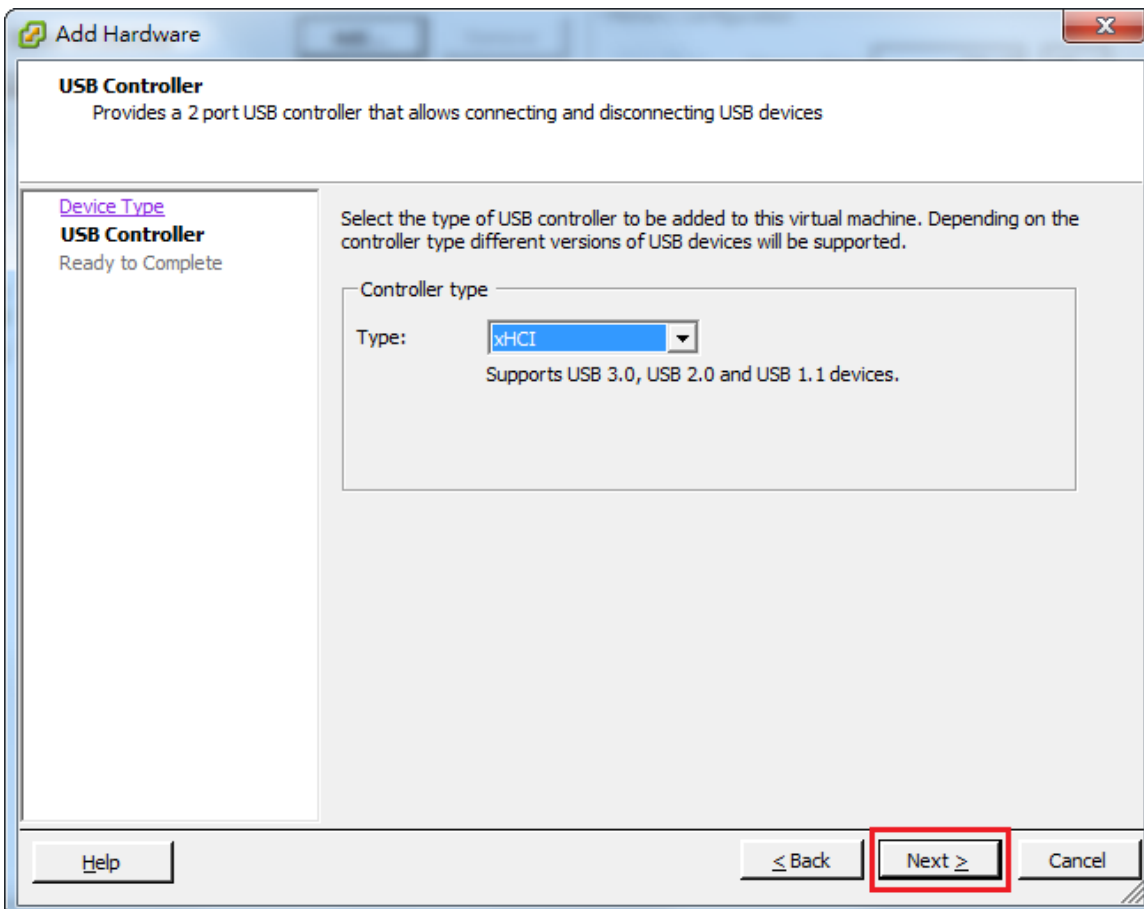 Add Hardware
X
USB Controller
Provides a 2 port USB controller that allows connecting and disconnecting USB devices
Device Type
USB Controller
Ready to Complete
Select the type of USB controller to be added to this virtual machine. Depending on the
controller type different versions of USB devices will be supported.
Controller type
Type: xHCI
Supports USB 3.0, USB 2.0 and USB 1.1 devices.
Help < Back Next > Cancel